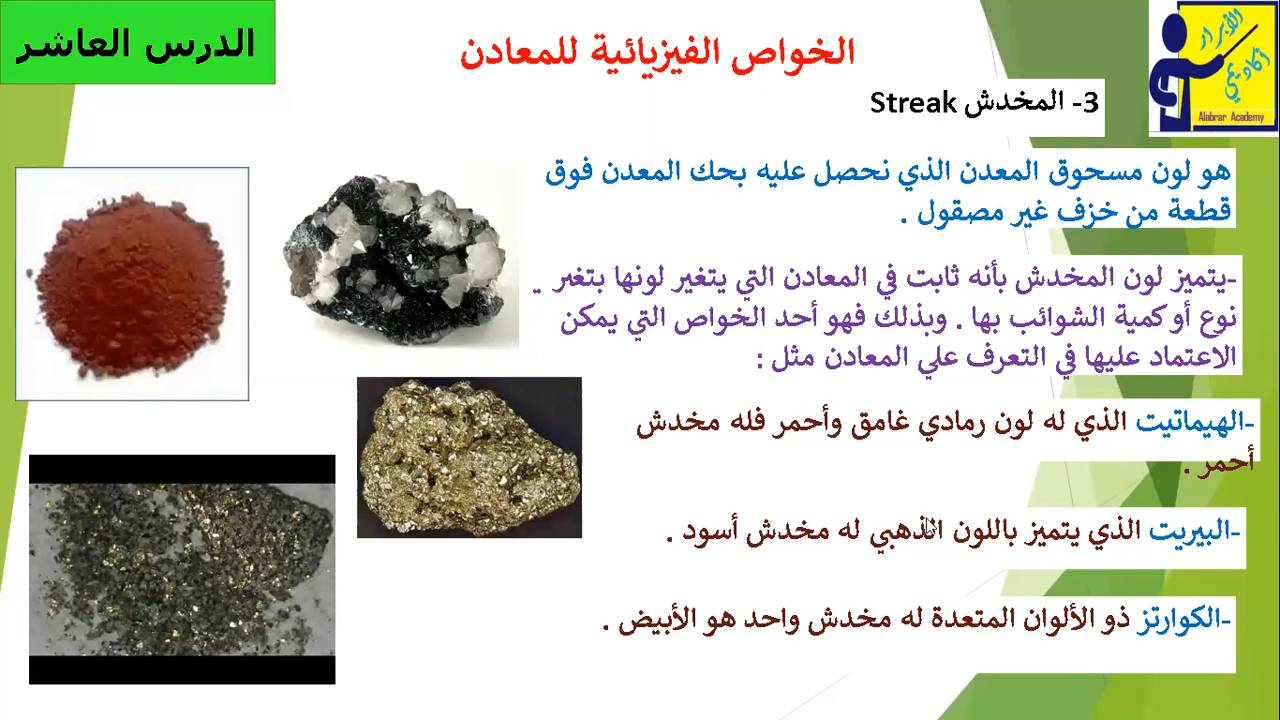 الدرس العاشر
الخواص الفيزيائية للمعادن
الأبرار
أكاديمي
Alabrar Academy
3- المخدش Streak
هو لون مسحوق المعدن الذي نحصل عليه بحك المعدن فوق
قطعة من خزف غير مصقول .
-يتميز لون المخدش بأنه ثابت في المعادن التي يتغير لونها بتغير
نوع أو كمية الشوائب بها . وبذلك فهو أحد الخواص التي يمكن
الاعتماد عليها في التعرف علي المعادن مثل :
-الهيماتيت الذي له لون رمادي غامق وأحمر فله مخدش
أحمر .
-البيريت الذي يتميز باللون الذهبي له مخدش أسود .
-الكوارتز ذو الألوان المتعدة له مخدش واحد هو الأبيض .